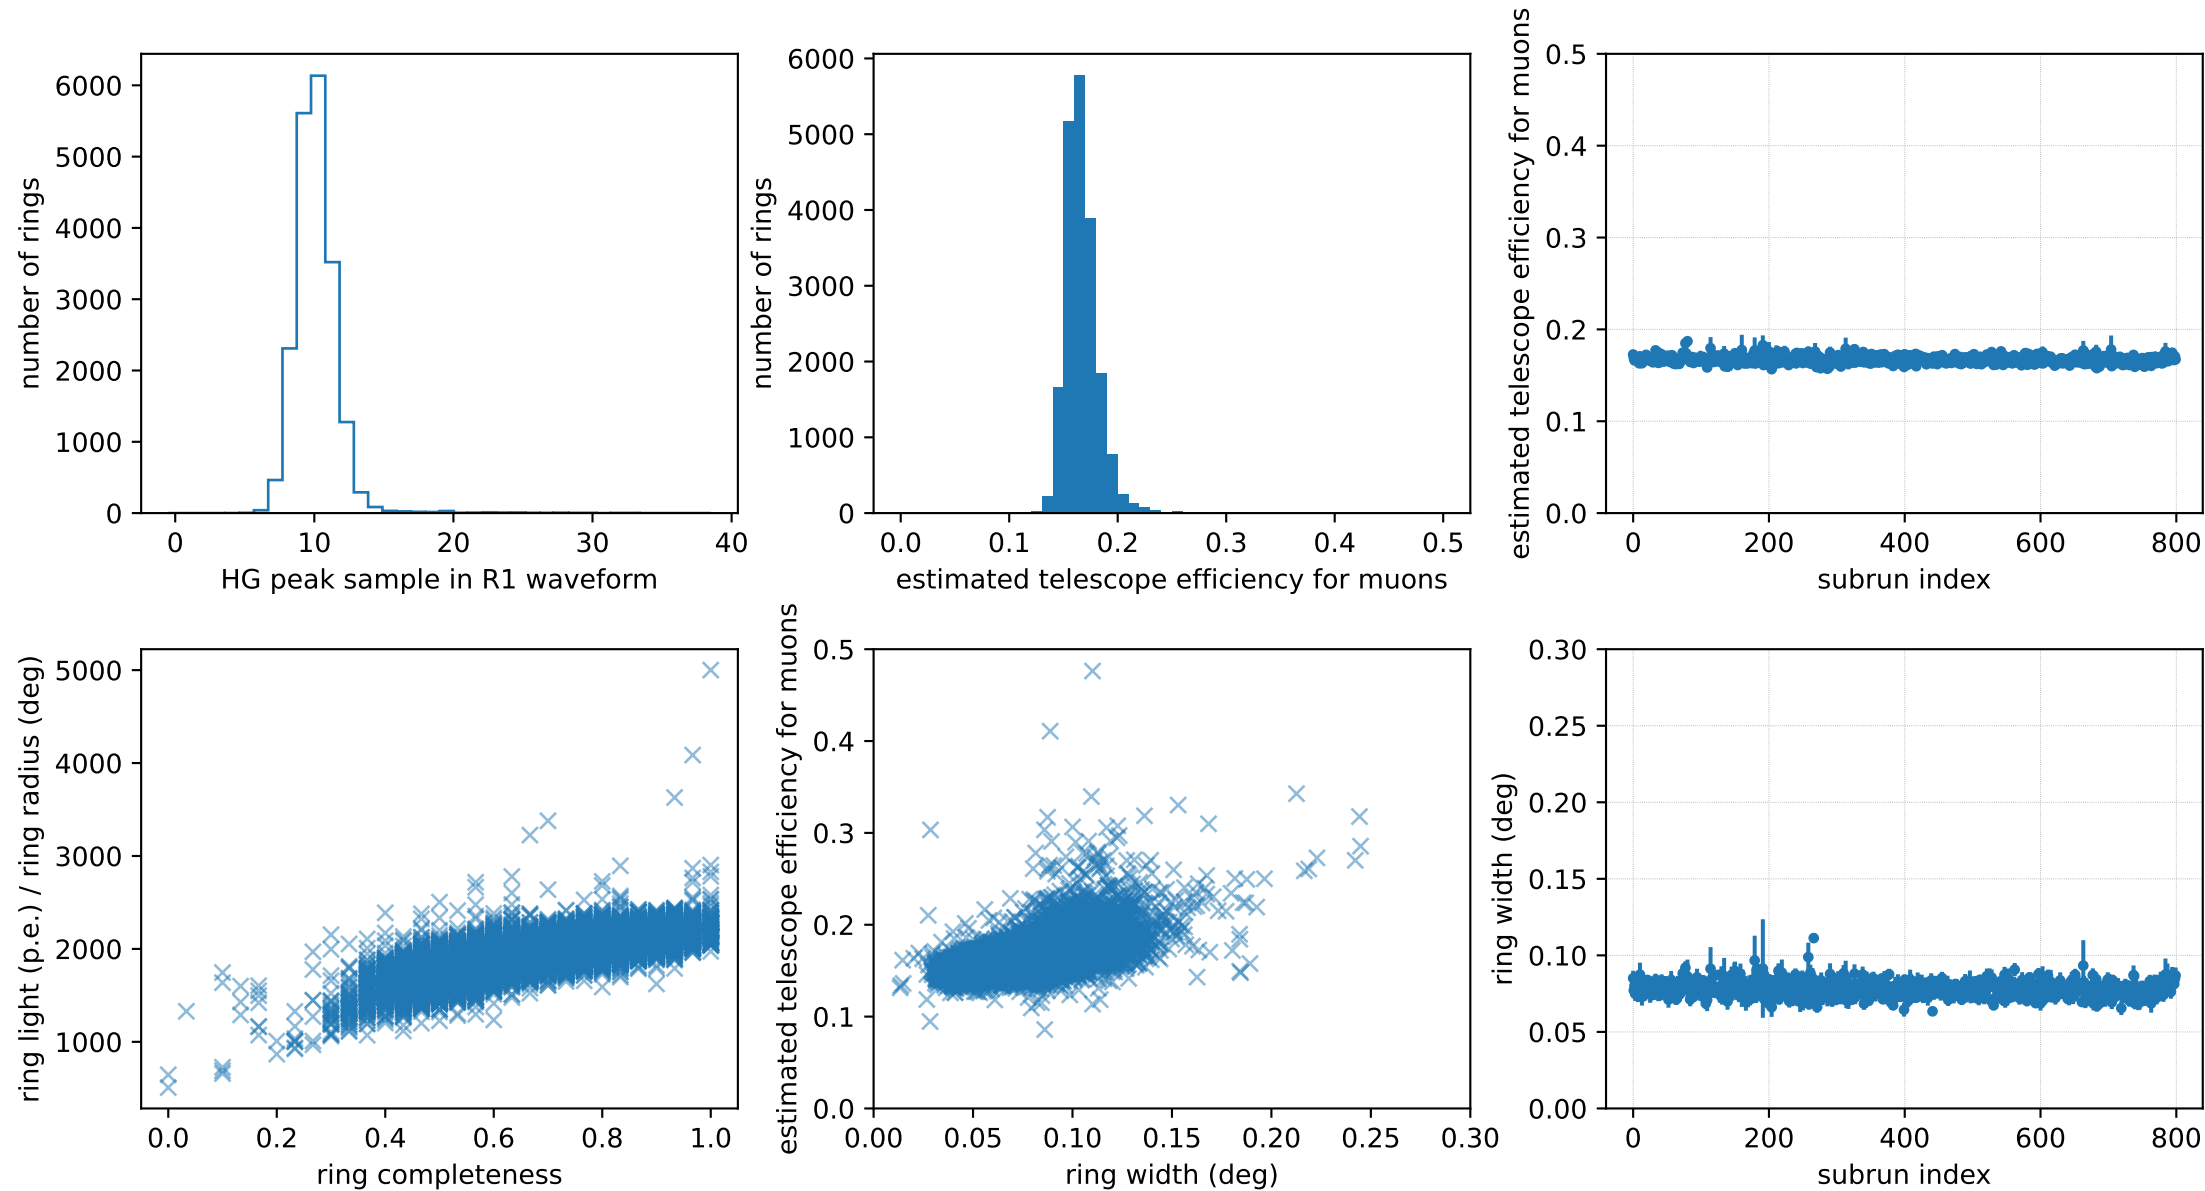 number of rings
6000
5000
4000
3000
2000
1000
0
0 10 20 30 40
HG peak sample in R1 waveform
number of rings
6000
5000
4000
3000
2000
1000
0
0.0 0.1 0.2 0.3 0.4 0.5
estimated telescope efficiency for muons
estimated telescope efficiency for muons
0.5
0.4
0.3
0.2
0.1
0.0
0 200 400 600 800
subrun index
ring light (p.e.) / ring radius (deg)
5000
4000
3000
2000
1000
0.0 0.2 0.4 0.6 0.8 1.0
ring completeness
estimated telescope efficiency for muons
0.5
0.4
0.3
0.2
0.1
0.0
0.00 0.05 0.10 0.15 0.20 0.25 0.30
ring width (deg)
ring width (deg)
0.30
0.25
0.20
0.15
0.10
0.05
0.00
0 200 400 600 800
subrun index